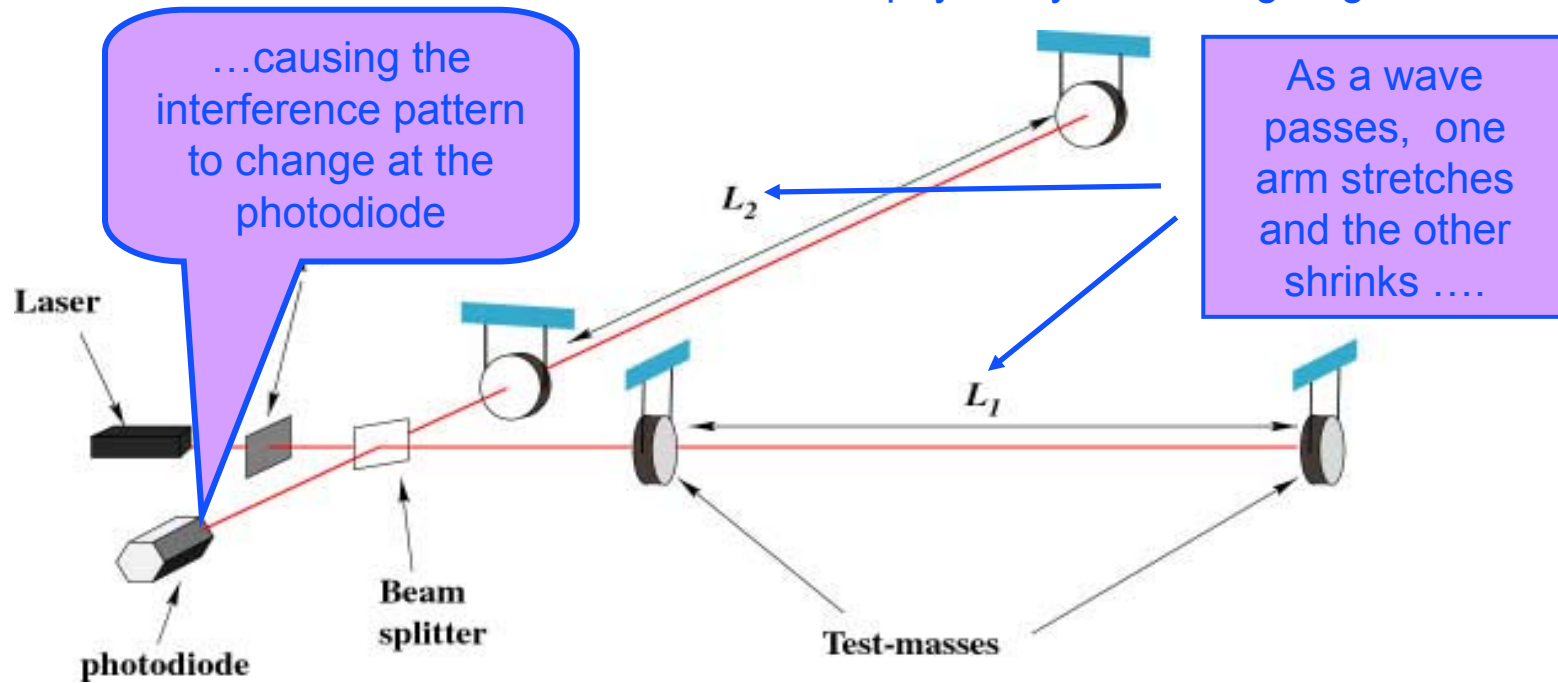 …causing the
interference pattern
to change at the
photodiode
As a wave
passes, one
arm stretches
and the other
shrinks ….
L2
Laser
L1
Beam
splitter
Test-masses
photodiode